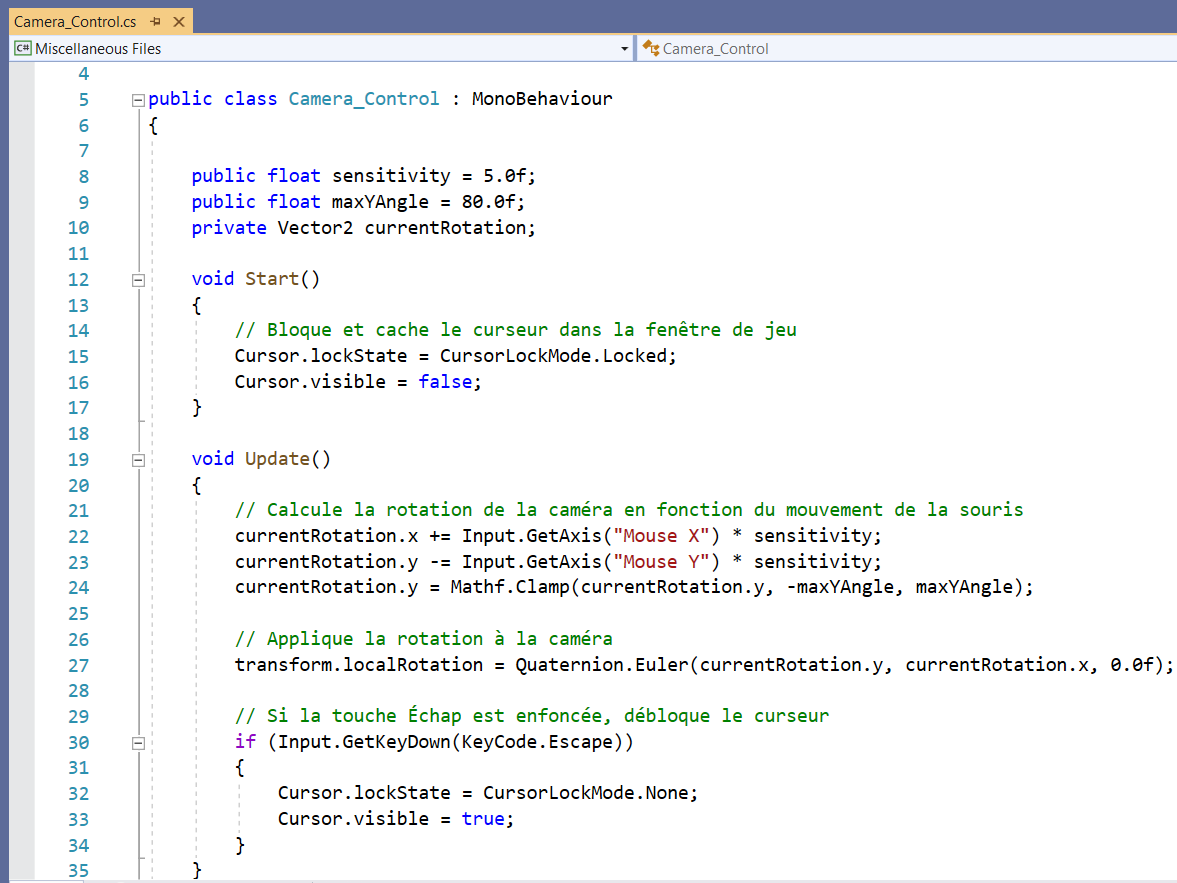 Camera_Control.cs
C# Miscellaneous Files Camera_Control
4
5 public class Camera_Control : MonoBehaviour
6 {
7
8 public float sensitivity = 5.0f;
9 public float maxYAngle = 80.0f;
10 private Vector2 currentRotation;
11
12 void Start()
13 {
14 // Bloque et cache le curseur dans la fenêtre de jeu
15 Cursor.lockState = CursorLockMode.Locked;
16 Cursor.visible = false;
17 }
18
19 void Update()
20 {
21 // Calcule la rotation de la caméra en fonction du mouvement de la souris
22 currentRotation.x += Input.GetAxis("Mouse X") * sensitivity;
23 currentRotation.y -= Input.GetAxis("Mouse Y") * sensitivity;
24 currentRotation.y = Mathf.Clamp(currentRotation.y, -maxYAngle, maxYAngle);
25
26 // Applique la rotation à la caméra
27 transform.localRotation = Quaternion.Euler(currentRotation.y, currentRotation.x, 0.0f);
28
29 // Si la touche Échap est enfoncée, débloque le curseur
30 if (Input.GetKeyDown(KeyCode.Escape))
31 {
32 Cursor.lockState = CursorLockMode.None;
33 Cursor.visible = true;
34 }
35 }